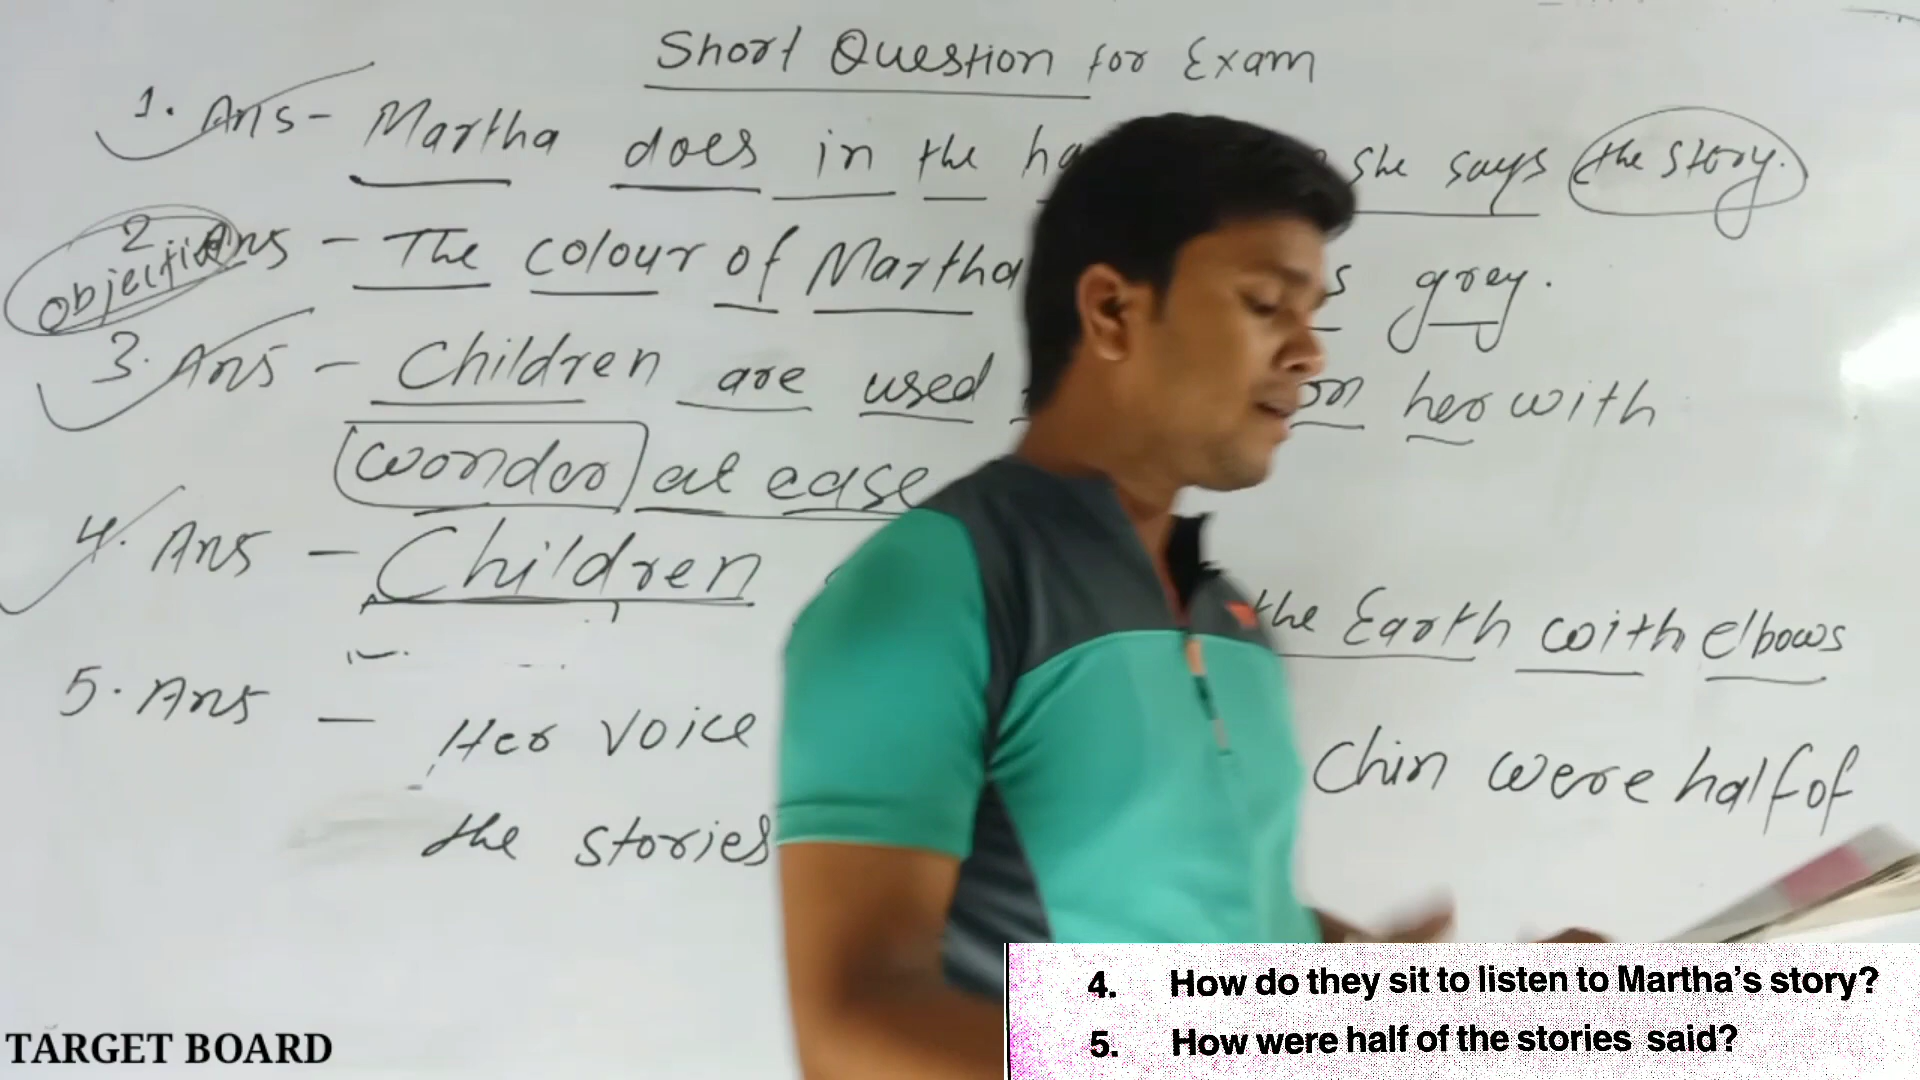 Short Question for Exam
1. Ans - Martha does in the she says the story.
2 Ans - The colour of Martha grey.
objective
3. Ans - Children are used on her with
wonder at ease
4. Ans - Children the Earth with elbows
5. Ans - Her voice Chin were half of
the stories
4. How do they sit to listen to Martha's story?
5. How were half of the stories said?
TARGET BOARD